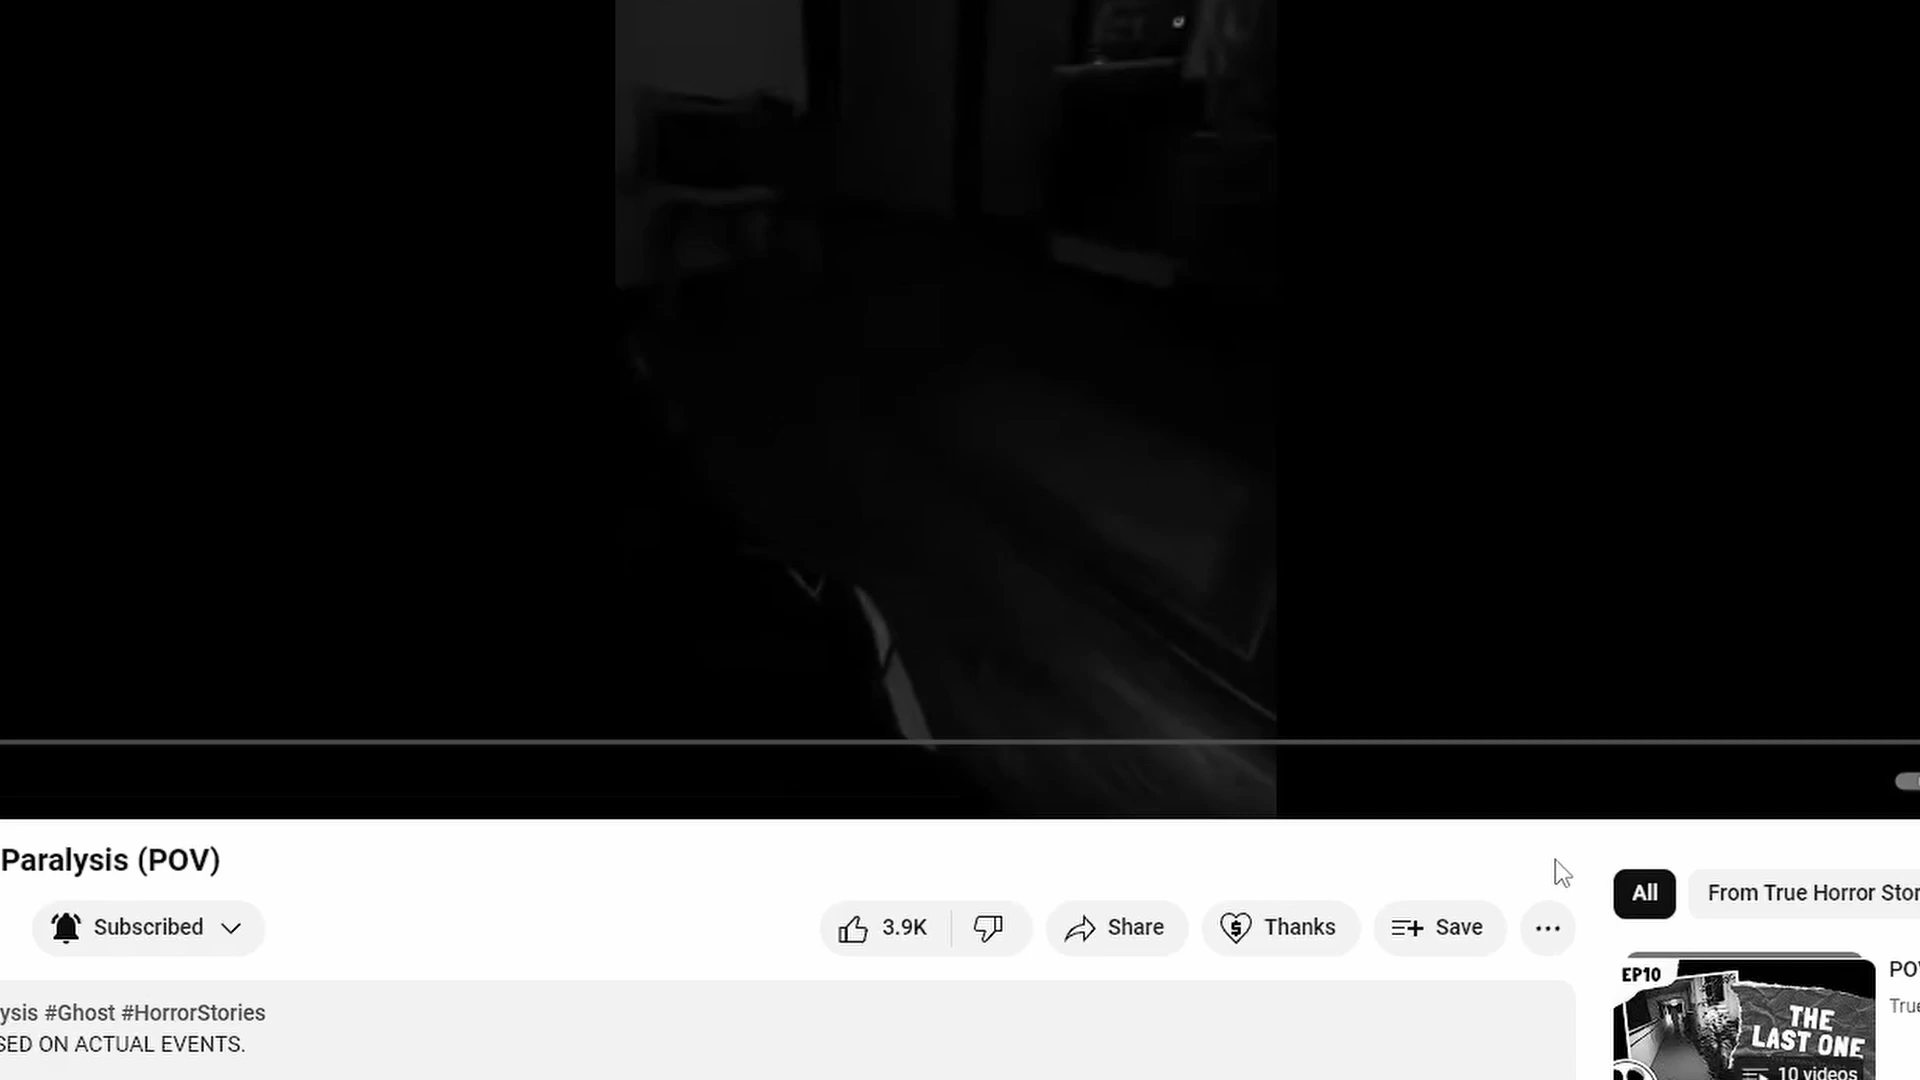 Paralysis (POV)
Subscribed
3.9K
Share
Thanks
Save
All
From True Horror Stor
ysis #Ghost #HorrorStories
SED ON ACTUAL EVENTS.
EP10
THE
LAST ONE
10 videos
POV
True